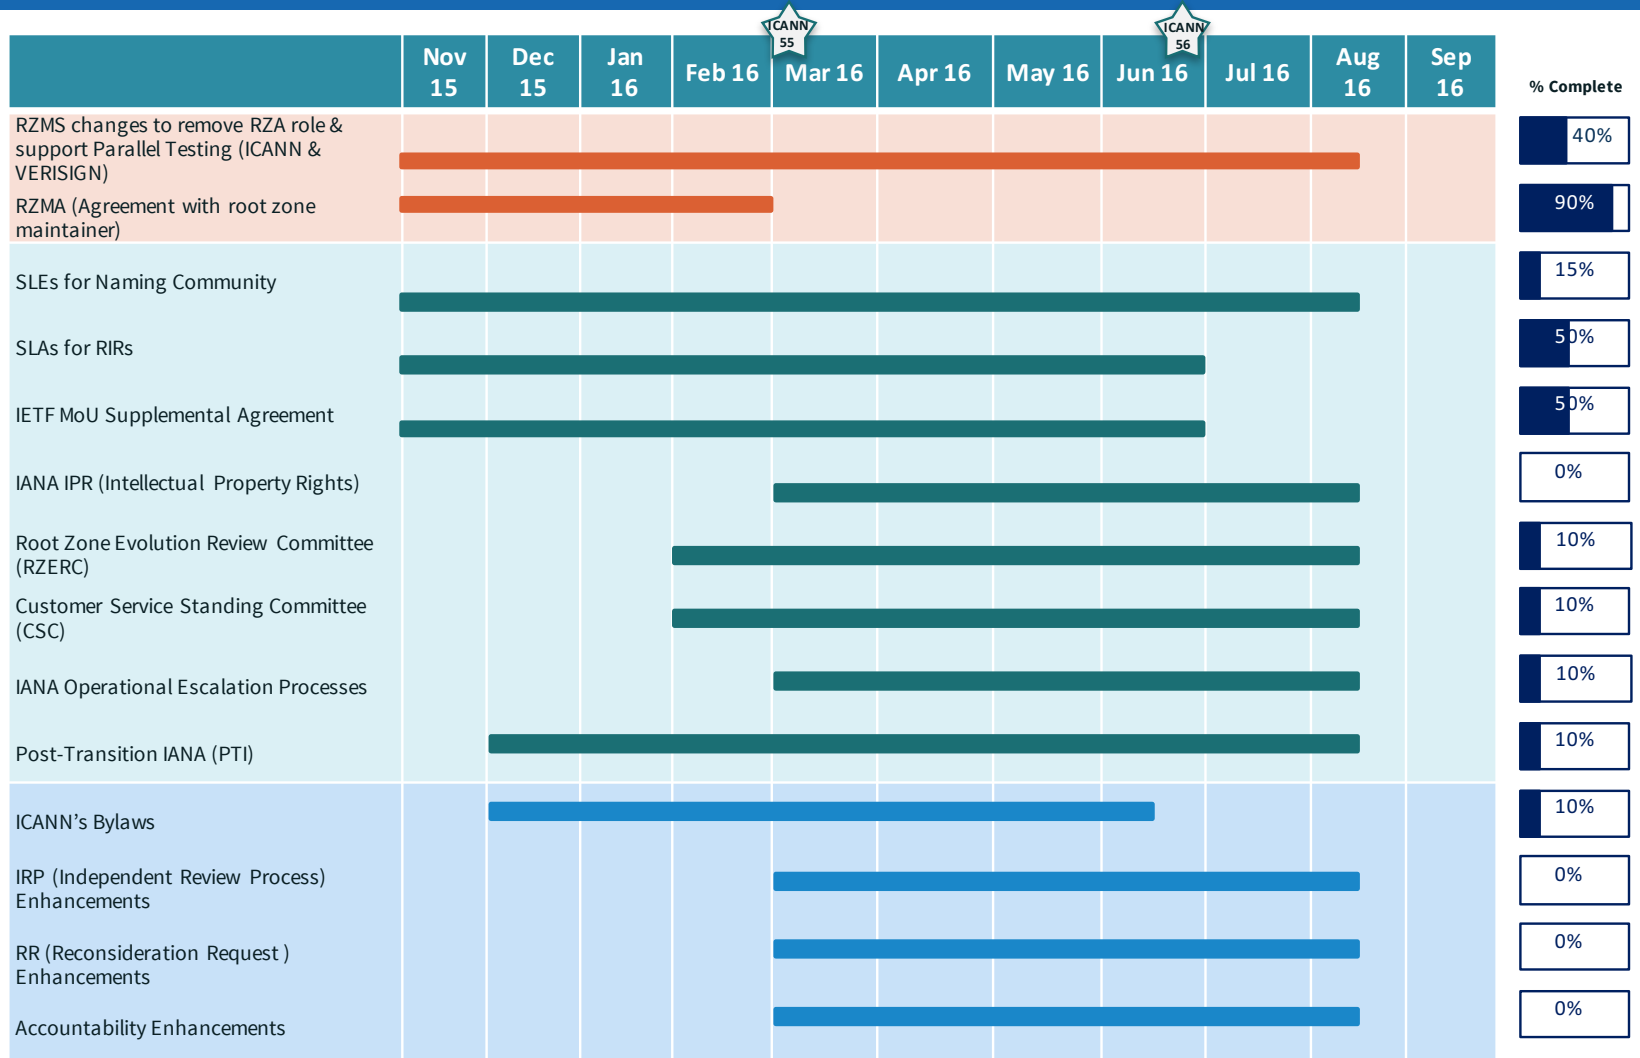 ICANN
55
ICANN
56
Nov
15
Dec
15
Jan
16
Feb 16
Mar 16
Apr 16
May 16
Jun 16
Jul 16
Aug
16
Sep
16
% Complete
RZMS changes to remove RZA role &
support Parallel Testing (ICANN &
VERISIGN)
40%
RZMA (Agreement with root zone
maintainer)
90%
SLEs for Naming Community
15%
SLAs for RIRs
50%
IETF MoU Supplemental Agreement
50%
IANA IPR (Intellectual Property Rights)
0%
Root Zone Evolution Review Committee
(RZERC)
10%
Customer Service Standing Committee
(CSC)
10%
IANA Operational Escalation Processes
10%
Post-Transition IANA (PTI)
10%
ICANN’s Bylaws
10%
IRP (Independent Review Process)
Enhancements
0%
RR (Reconsideration Request )
Enhancements
0%
Accountability Enhancements
0%